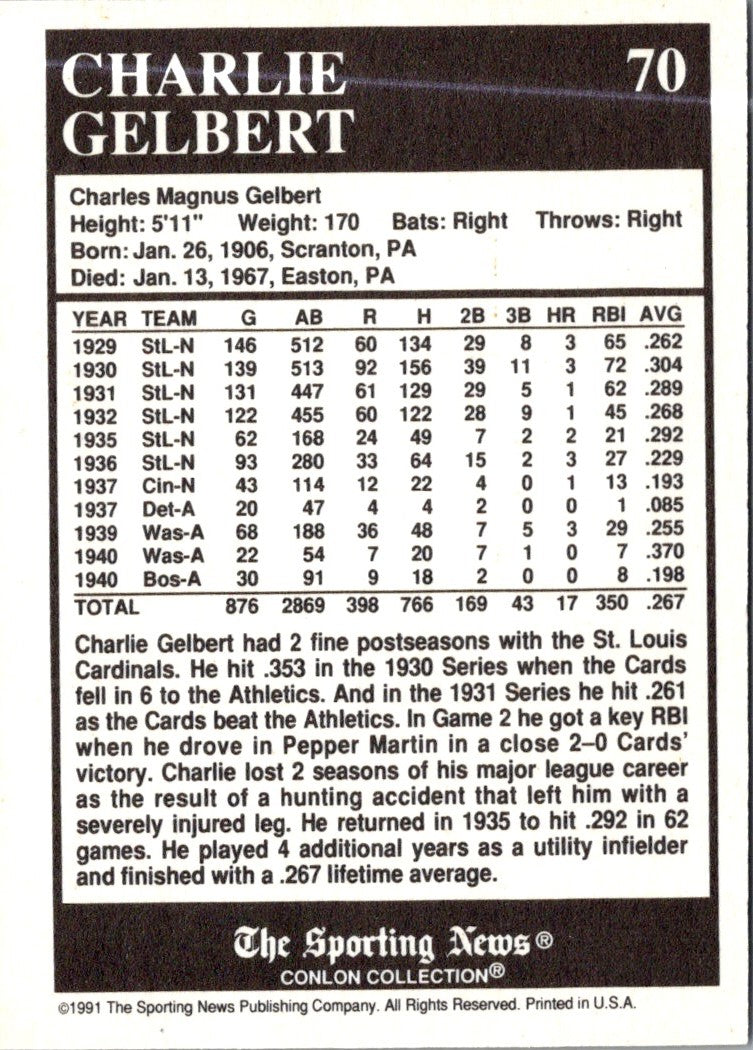 CHARLIE 70
GELBERT
Charles Magnus Gelbert
Height: 5'11" Weight: 170 Bats: Right Throws: Right
Born: Jan. 26, 1906, Scranton, PA
Died: Jan. 13, 1967, Easton, PA
YEAR TEAM G AB R H 2B 3B HR RBI AVG
1929 StL-N 146 512 60 134 29 8 3 65 .262
1930 StL-N 139 513 92 156 39 11 3 72 .304
1931 StL-N 131 447 61 129 29 5 1 62 .289
1932 StL-N 122 455 60 122 28 9 1 45 .268
1935 StL-N 62 168 24 49 7 2 2 21 .292
1936 StL-N 93 280 33 64 15 2 3 27 .229
1937 Cin-N 43 114 12 22 4 0 1 13 .193
1937 Det-A 20 47 4 4 2 0 0 1 .085
1939 Was-A 68 188 36 48 7 5 3 29 .255
1940 Was-A 22 54 7 20 7 1 0 7 .370
1940 Bos-A 30 91 9 18 2 0 0 8 .198
TOTAL 876 2869 398 766 169 43 17 350 .267
Charlie Gelbert had 2 fine postseasons with the St. Louis
Cardinals. He hit .353 in the 1930 Series when the Cards
fell in 6 to the Athletics. And in the 1931 Series he hit .261
as the Cards beat the Athletics. In Game 2 he got a key RBI
when he drove in Pepper Martin in a close 2–0 Cards'
victory. Charlie lost 2 seasons of his major league career
as the result of a hunting accident that left him with a
severely injured leg. He returned in 1935 to hit .292 in 62
games. He played 4 additional years as a utility infielder
and finished with a .267 lifetime average.
The Sporting News®
CONLON COLLECTION®
©1991 The Sporting News Publishing Company. All Rights Reserved. Printed in U.S.A.